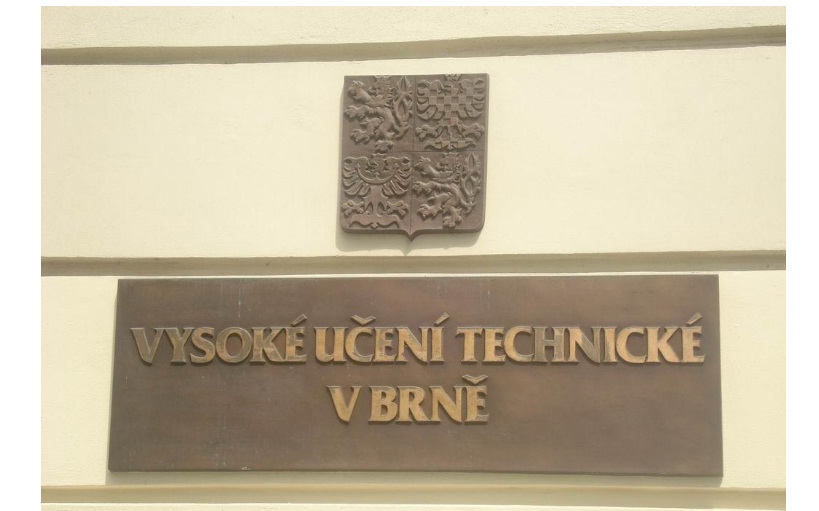 VYSOKÉ UČENÍ TECHNICKÉ
V BRNĚ